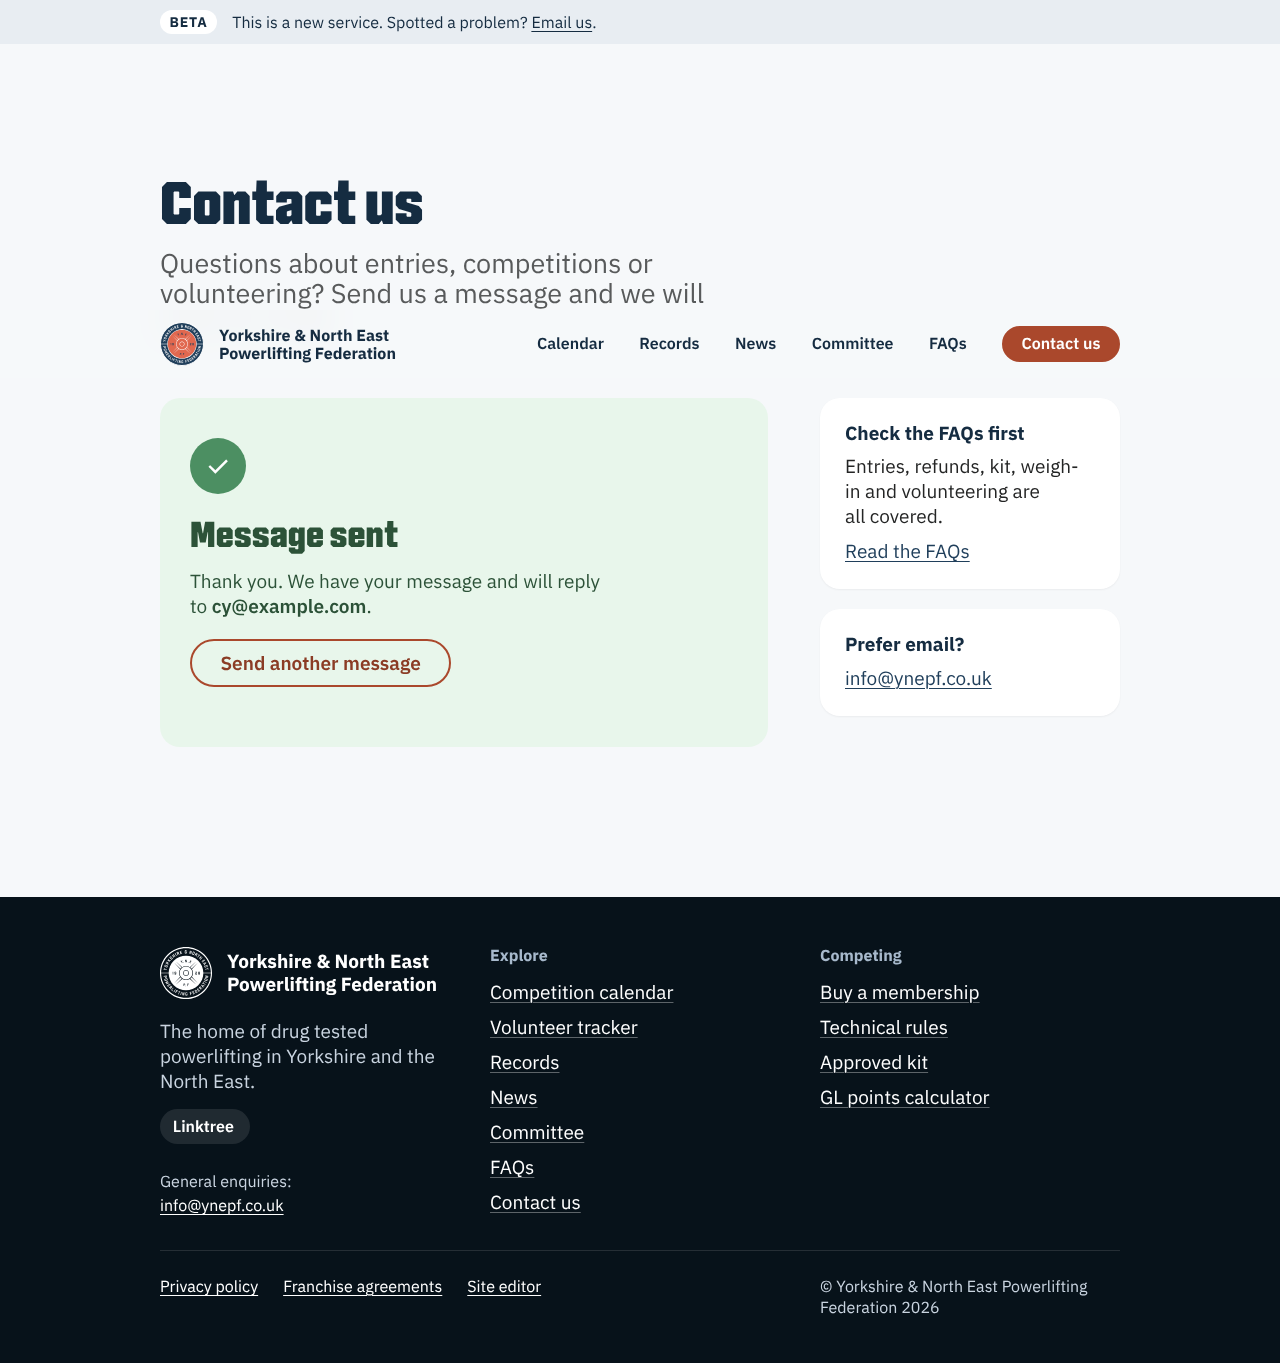 BETA This is a new service. Spotted a problem? Email us.
Contact us
Questions about entries, competitions or
volunteering? Send us a message and we will
Yorkshire & North East
Powerlifting Federation
Calendar Records News Committee FAQs Contact us
Message sent
Thank you. We have your message and will reply
to cy@example.com.
Send another message
Check the FAQs first
Entries, refunds, kit, weigh-
in and volunteering are
all covered.
Read the FAQs
Prefer email?
info@ynepf.co.uk
Yorkshire & North East
Powerlifting Federation
The home of drug tested
powerlifting in Yorkshire and the
North East.
Linktree
General enquiries:
info@ynepf.co.uk
Explore
Competition calendar
Volunteer tracker
Records
News
Committee
FAQs
Contact us
Competing
Buy a membership
Technical rules
Approved kit
GL points calculator
Privacy policy Franchise agreements Site editor
© Yorkshire & North East Powerlifting
Federation 2026